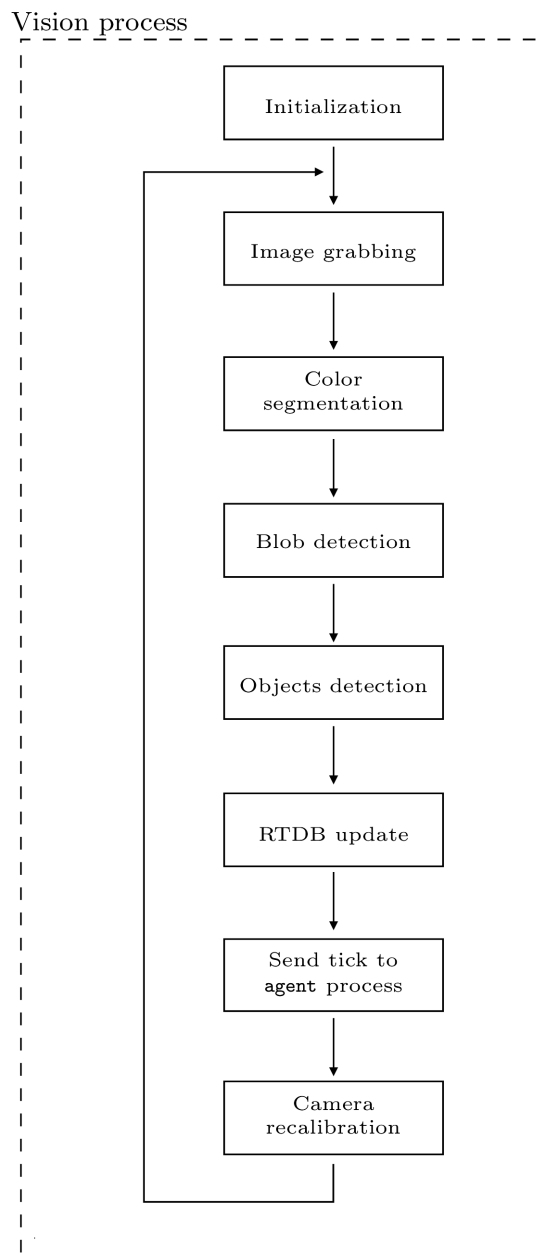 Vision process
Initialization
Image grabbing
Color
segmentation
Blob detection
Objects detection
RTDB update
Send tick to
agent process
Camera
recalibration